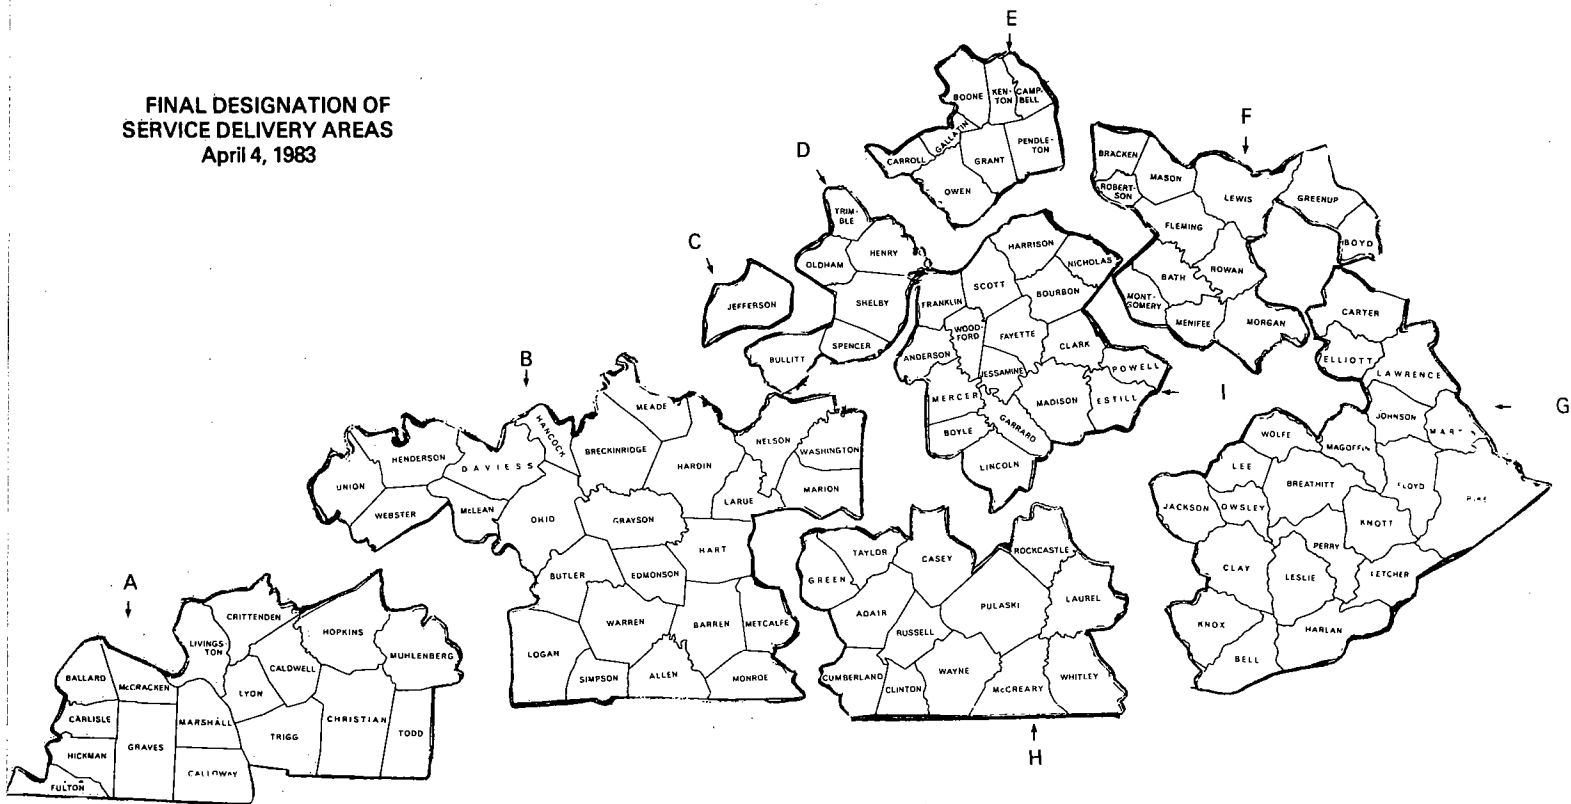 FINAL DESIGNATION OF
SERVICE DELIVERY AREAS
April 4, 1983
A
BALLARD
McCRACKEN
CARLISLE
HICKMAN
FULTON
GRAVES
MARSHALL
CALLOWAY
LIVINGS-
TON
CRITTENDEN
LYON
CALDWELL
TRIGG
HOPKINS
CHRISTIAN
MUHLENBERG
TODD
B
UNION
HENDERSON
WEBSTER
DAVIESS
McLEAN
HANCOCK
OHIO
BRECKINRIDGE
MEADE
HARDIN
GRAYSON
LARUE
NELSON
WASHINGTON
MARION
HART
BUTLER
EDMONSON
WARREN
LOGAN
SIMPSON
ALLEN
BARREN
METCALFE
MONROE
C
JEFFERSON
D
TRIM-
BLE
OLDHAM
HENRY
SHELBY
SPENCER
BULLITT
E
BOONE
KEN-
TON
CAMP-
BELL
GALLATIN
CARROLL
GRANT
PENDLE-
TON
OWEN
F
BRACKEN
ROBERT-
SON
MASON
LEWIS
GREENUP
BOYD
FLEMING
BATH
ROWAN
MONT-
GOMERY
MENIFEE
MORGAN
G
CARTER
ELLIOTT
LAWRENCE
JOHNSON
MAGOFFIN
WOLFE
LEE
BREATHITT
JACKSON
OWSLEY
KNOTT
PERRY
CLAY
LESLIE
LETCHER
KNOX
HARLAN
BELL
H
TAYLOR
GREEN
CASEY
ROCKCASTLE
ADAIR
PULASKI
LAUREL
RUSSELL
CUMBERLAND
CLINTON
WAYNE
McCREARY
WHITLEY
I
HARRISON
NICHOLAS
SCOTT
BOURBON
FRANKLIN
WOOD-
FORD
FAYETTE
CLARK
ANDERSON
JESSAMINE
POWELL
MERCER
MADISON
ESTILL
BOYLE
GARRARD
LINCOLN